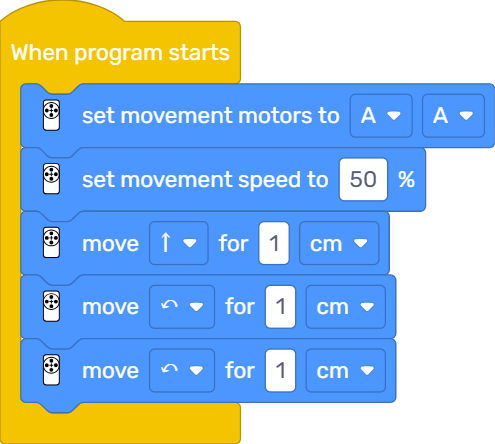 When program starts
set movement motors to A A
set movement speed to 50 %
move ↑ for 1 cm
move ↶ for 1 cm
move ↶ for 1 cm